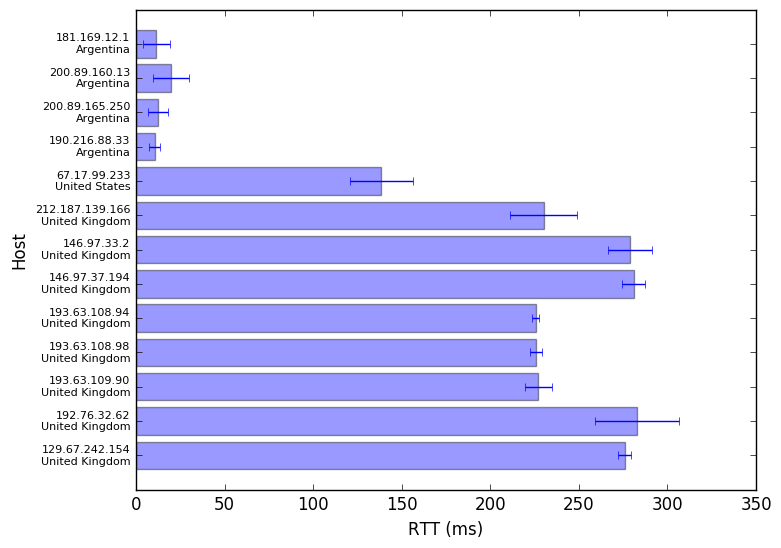 181.169.12.1
Argentina
200.89.160.13
Argentina
200.89.165.250
Argentina
190.216.88.33
Argentina
67.17.99.233
United States
212.187.139.166
United Kingdom
146.97.33.2
United Kingdom
146.97.37.194
United Kingdom
193.63.108.94
United Kingdom
193.63.108.98
United Kingdom
193.63.109.90
United Kingdom
192.76.32.62
United Kingdom
129.67.242.154
United Kingdom
Host
0 50 100 150 200 250 300 350
RTT (ms)